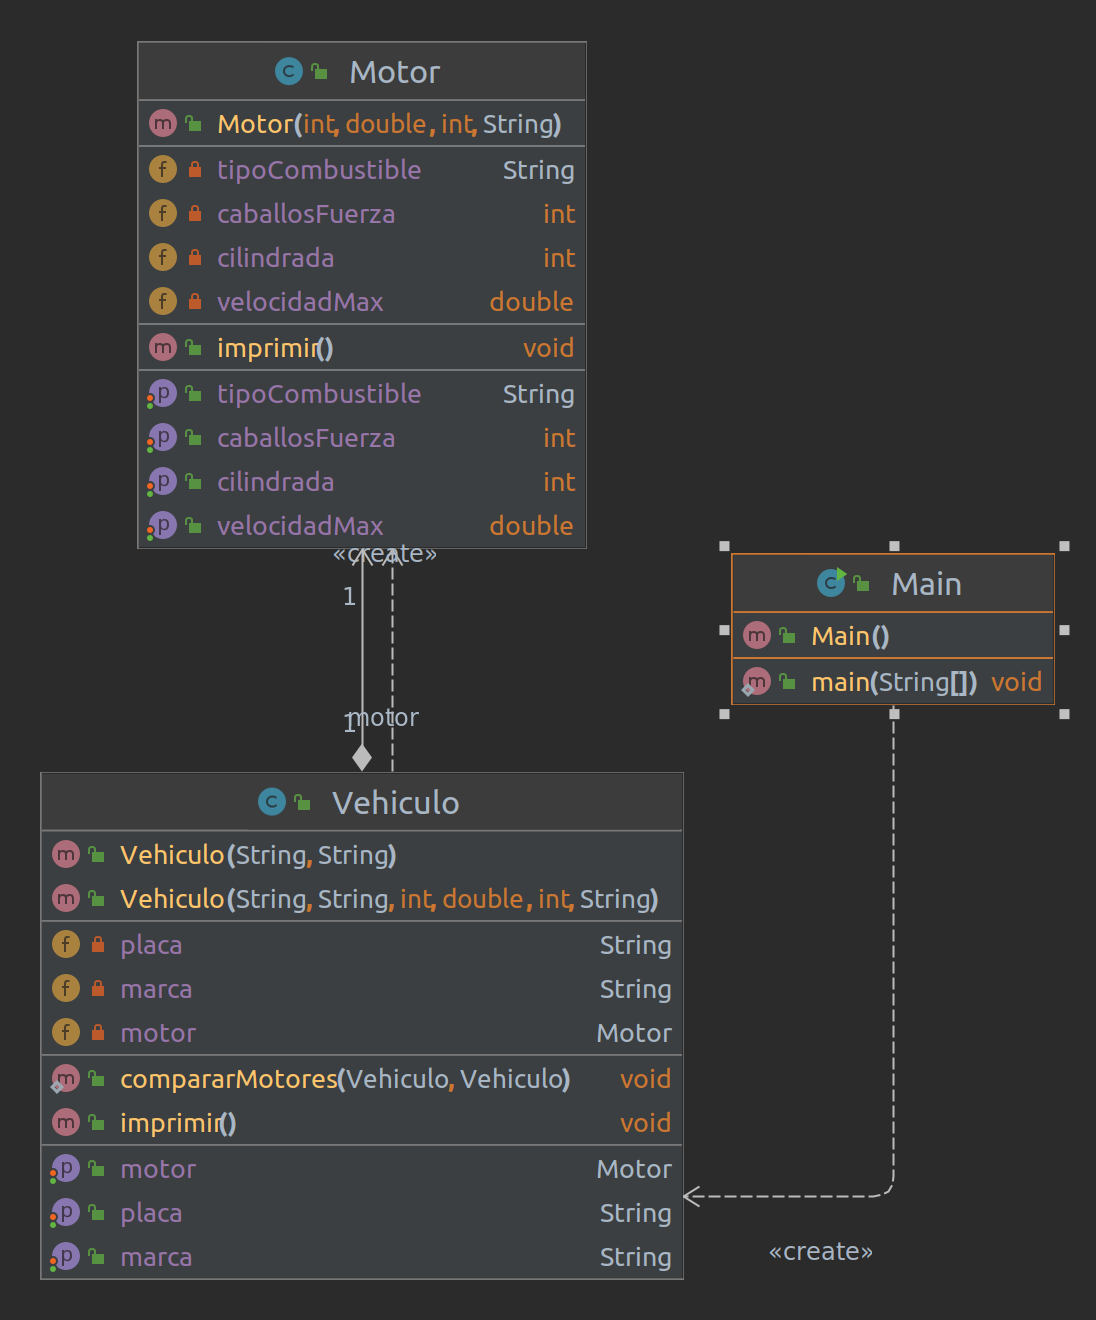 Motor
Motor(int, double, int, String)
tipoCombustible String
caballosFuerza int
cilindrada int
velocidadMax double
imprimir() void
tipoCombustible String
caballosFuerza int
cilindrada int
velocidadMax double
«create»
1
Main
Main()
main(String[]) void
1
motor
Vehiculo
Vehiculo(String, String)
Vehiculo(String, String, int, double, int, String)
placa String
marca String
motor Motor
compararMotores(Vehiculo, Vehiculo) void
imprimir() void
motor Motor
placa String
marca String
«create»